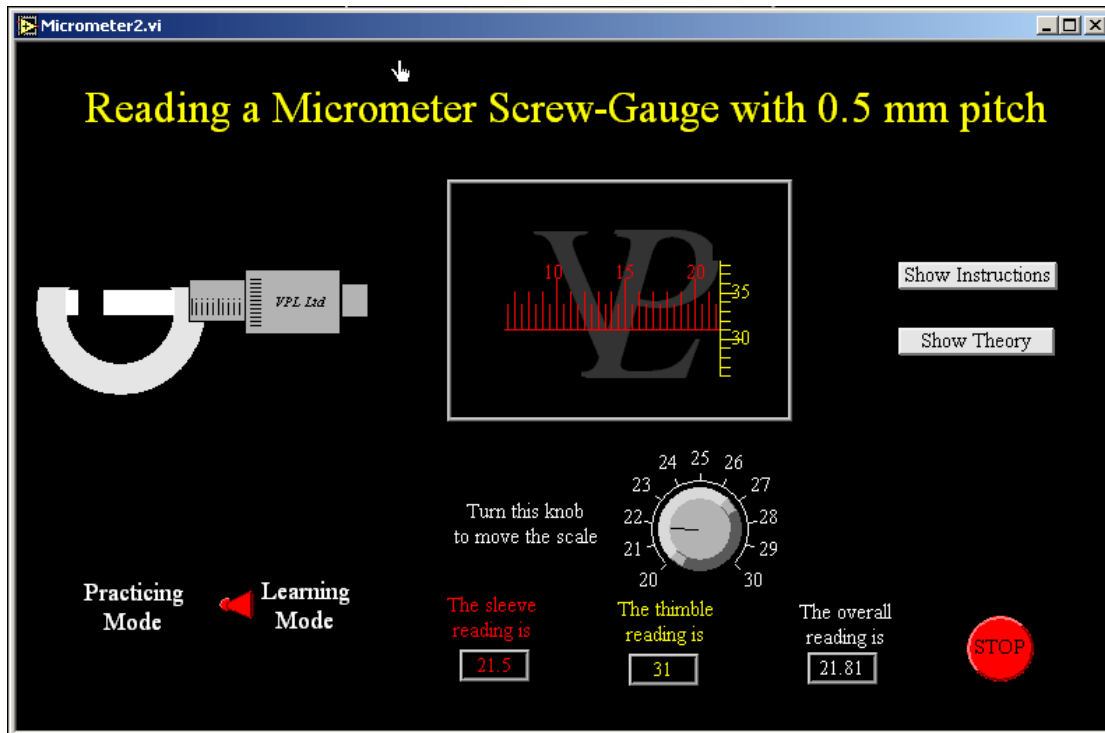 Micrometer2.vi
Reading a Micrometer Screw-Gauge with 0.5 mm pitch
VPL Ltd
VPL
10 15 20
35
30
Show Instructions
Show Theory
Turn this knob
to move the scale
20 21 22 23 24 25 26 27 28 29 30
Practicing
Mode
Learning
Mode
The sleeve
reading is
21.5
The thimble
reading is
31
The overall
reading is
21.81
STOP